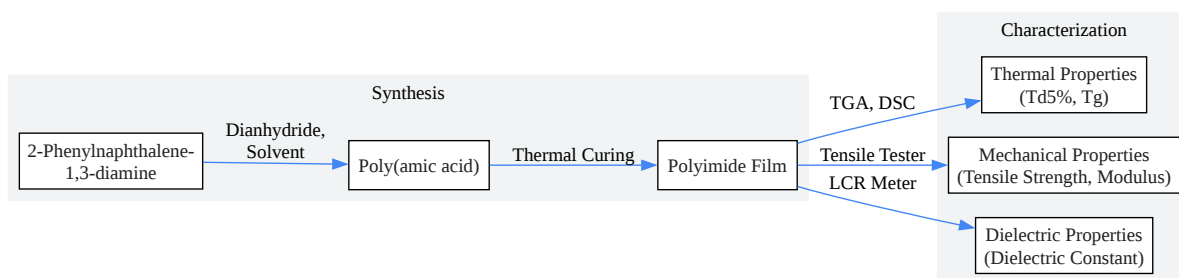 Synthesis
2-Phenylnaphthalene-
1,3-diamine
Dianhydride,
Solvent
Poly(amic acid)
Thermal Curing
Polyimide Film
TGA, DSC
Tensile Tester
LCR Meter
Characterization
Thermal Properties
(Td5%, Tg)
Mechanical Properties
(Tensile Strength, Modulus)
Dielectric Properties
(Dielectric Constant)